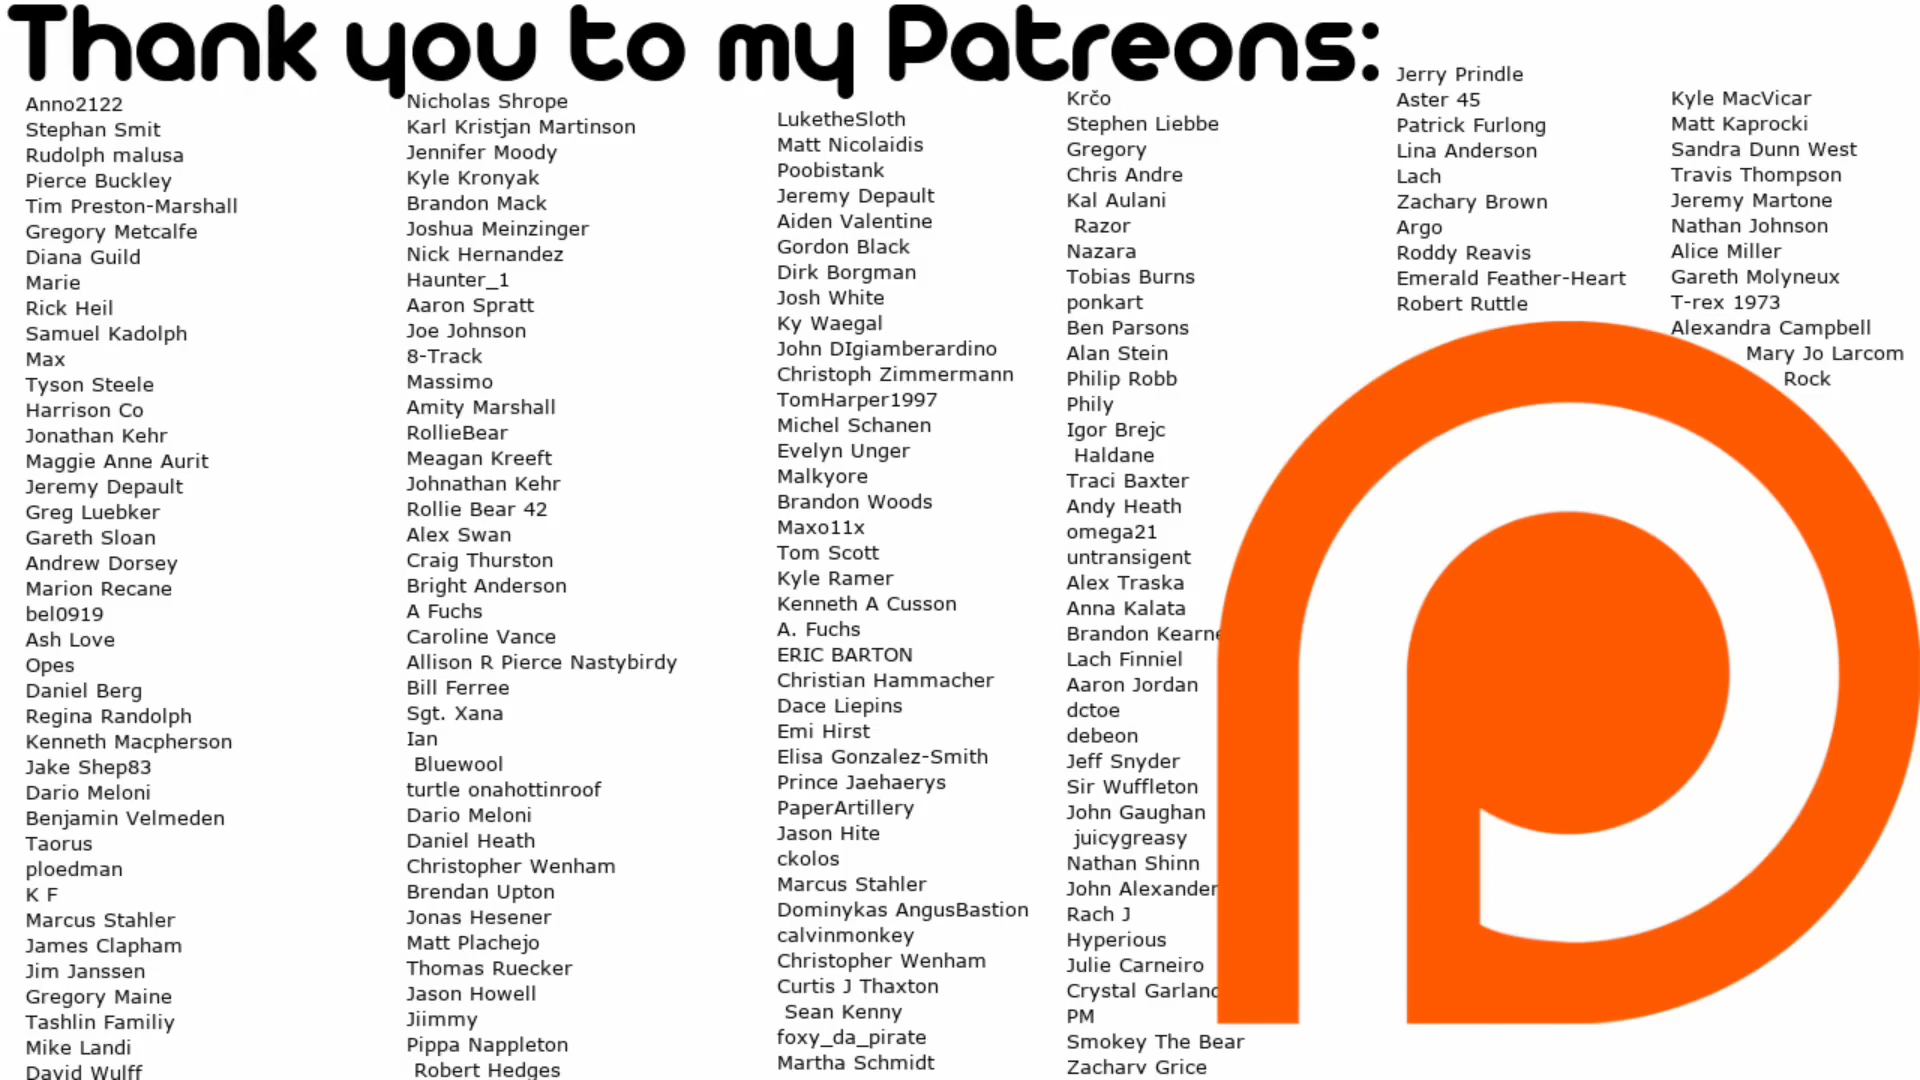 Thank you to my Patreons:
Anno2122
Stephan Smit
Rudolph malusa
Pierce Buckley
Tim Preston-Marshall
Gregory Metcalfe
Diana Guild
Marie
Rick Heil
Samuel Kadolph
Max
Tyson Steele
Harrison Co
Jonathan Kehr
Maggie Anne Aurit
Jeremy Depault
Greg Luebker
Gareth Sloan
Andrew Dorsey
Marion Recane
bel0919
Ash Love
Opes
Daniel Berg
Regina Randolph
Kenneth Macpherson
Jake Shep83
Dario Meloni
Benjamin Velmeden
Taorus
ploedman
K F
Marcus Stahler
James Clapham
Jim Janssen
Gregory Maine
Tashlin Familiy
Mike Landi
David Wulff
Nicholas Shrope
Karl Kristjan Martinson
Jennifer Moody
Kyle Kronyak
Brandon Mack
Joshua Meinzinger
Nick Hernandez
Haunter_1
Aaron Spratt
Joe Johnson
8-Track
Massimo
Amity Marshall
RollieBear
Meagan Kreeft
Johnathan Kehr
Rollie Bear 42
Alex Swan
Craig Thurston
Bright Anderson
A Fuchs
Caroline Vance
Allison R Pierce Nastybirdy
Bill Ferree
Sgt. Xana
Ian
Bluewool
turtle onahottinroof
Dario Meloni
Daniel Heath
Christopher Wenham
Brendan Upton
Jonas Hesener
Matt Plachejo
Thomas Ruecker
Jason Howell
Jiimmy
Pippa Nappleton
Robert Hedges
LuketheSloth
Matt Nicolaidis
Poobistank
Jeremy Depault
Aiden Valentine
Gordon Black
Dirk Borgman
Josh White
Ky Waegal
John DIgiamberardino
Christoph Zimmermann
TomHarper1997
Michel Schanen
Evelyn Unger
Malkyore
Brandon Woods
Maxo11x
Tom Scott
Kyle Ramer
Kenneth A Cusson
A. Fuchs
ERIC BARTON
Christian Hammacher
Dace Liepins
Emi Hirst
Elisa Gonzalez-Smith
Prince Jaehaerys
PaperArtillery
Jason Hite
ckolos
Marcus Stahler
Dominykas AngusBastion
calvinmonkey
Christopher Wenham
Curtis J Thaxton
Sean Kenny
foxy_da_pirate
Martha Schmidt
Krčo
Stephen Liebbe
Gregory
Chris Andre
Kal Aulani
Razor
Nazara
Tobias Burns
ponkart
Ben Parsons
Alan Stein
Philip Robb
Phily
Igor Brejc
Haldane
Traci Baxter
Andy Heath
omega21
untransigent
Alex Traska
Anna Kalata
Brandon Kearne
Lach Finniel
Aaron Jordan
dctoe
debeon
Jeff Snyder
Sir Wuffleton
John Gaughan
juicygreasy
Nathan Shinn
John Alexander
Rach J
Hyperious
Julie Carneiro
Crystal Garland
PM
Smokey The Bear
Zachary Grice
Jerry Prindle
Aster 45
Patrick Furlong
Lina Anderson
Lach
Zachary Brown
Argo
Roddy Reavis
Emerald Feather-Heart
Robert Ruttle
Kyle MacVicar
Matt Kaprocki
Sandra Dunn West
Travis Thompson
Jeremy Martone
Nathan Johnson
Alice Miller
Gareth Molyneux
T-rex 1973
Alexandra Campbell
Mary Jo Larcom
Rock